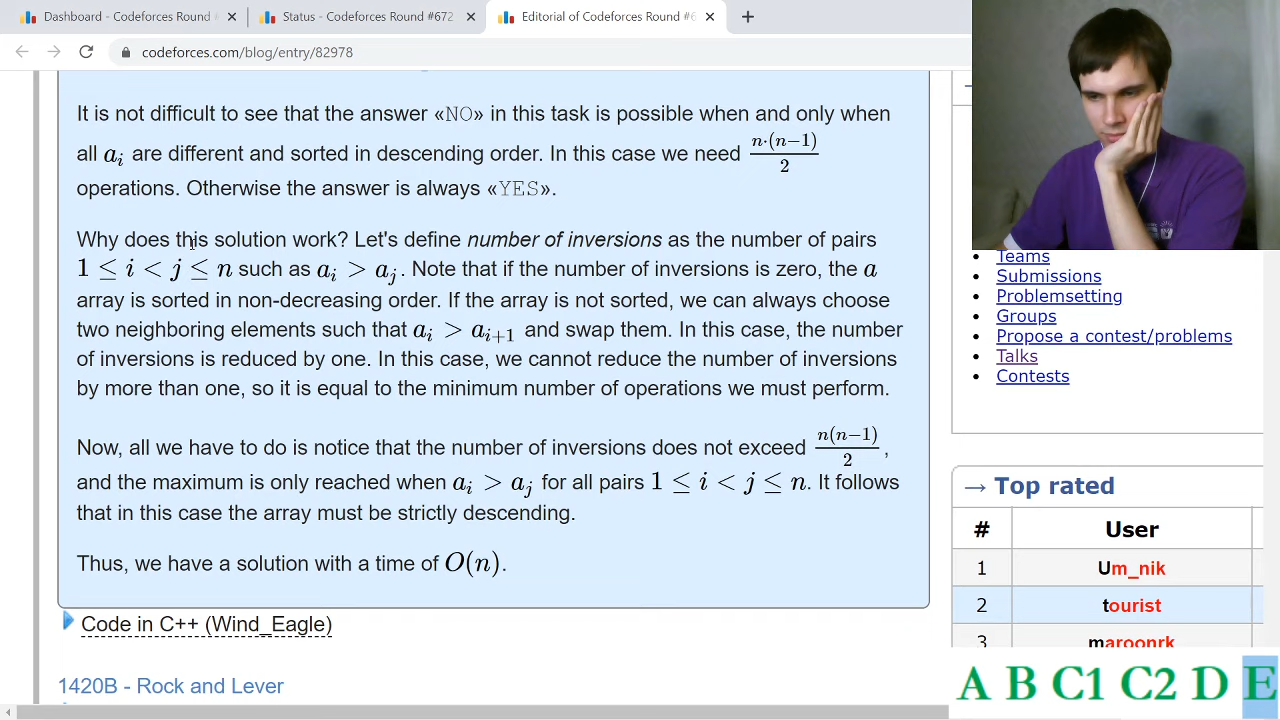 Dashboard - Codeforces Round
Status - Codeforces Round #672
Editorial of Codeforces Round #6
codeforces.com/blog/entry/82978
It is not difficult to see that the answer «NO» in this task is possible when and only when
all aᵢ are different and sorted in descending order. In this case we need n·(n−1)/2
operations. Otherwise the answer is always «YES».
Why does this solution work? Let's define number of inversions as the number of pairs
1 ≤ i < j ≤ n such as aᵢ > aⱼ. Note that if the number of inversions is zero, the a
array is sorted in non-decreasing order. If the array is not sorted, we can always choose
two neighboring elements such that aᵢ > aᵢ₊₁ and swap them. In this case, the number
of inversions is reduced by one. In this case, we cannot reduce the number of inversions
by more than one, so it is equal to the minimum number of operations we must perform.
Now, all we have to do is notice that the number of inversions does not exceed n(n−1)/2,
and the maximum is only reached when aᵢ > aⱼ for all pairs 1 ≤ i < j ≤ n. It follows
that in this case the array must be strictly descending.
Thus, we have a solution with a time of O(n).
Code in C++ (Wind_Eagle)
1420B - Rock and Lever
Teams
Submissions
Problemsetting
Groups
Propose a contest/problems
Talks
Contests
→ Top rated
# User
1 Um_nik
2 tourist
3 maroonrk
A B C1 C2 D E